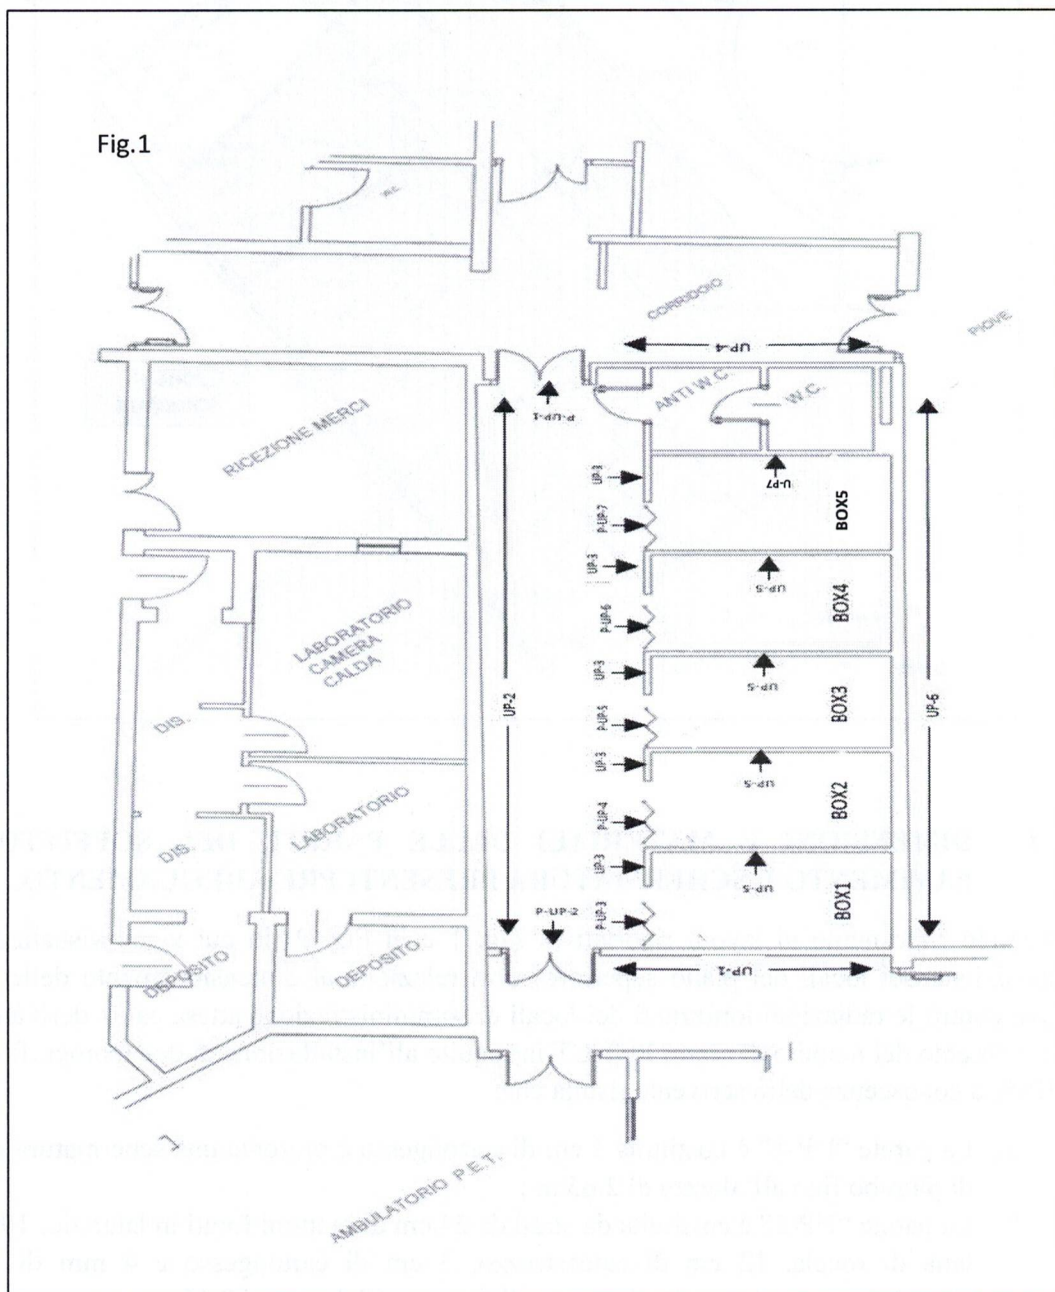 Fig.1
CORRIDOIO
PIOVE
UP-4
ANTI W.C.
W.C.
P-UP-1
RICEZIONE MERCI
UP-3
U-P7
P-UP-7
BOX5
UP-3
UP-5
P-UP-6
BOX4
LABORATORIO
CAMERA
CALDA
UP-3
UP-5
UP-2
UP-6
DIS.
P-UP-5
BOX3
UP-3
UP-5
LABORATORIO
P-UP-4
BOX2
DIS.
UP-3
UP-5
P-UP-2
P-UP-3
BOX1
DEPOSITO
DEPOSITO
UP-1
AMBULATORIO P.E.T.